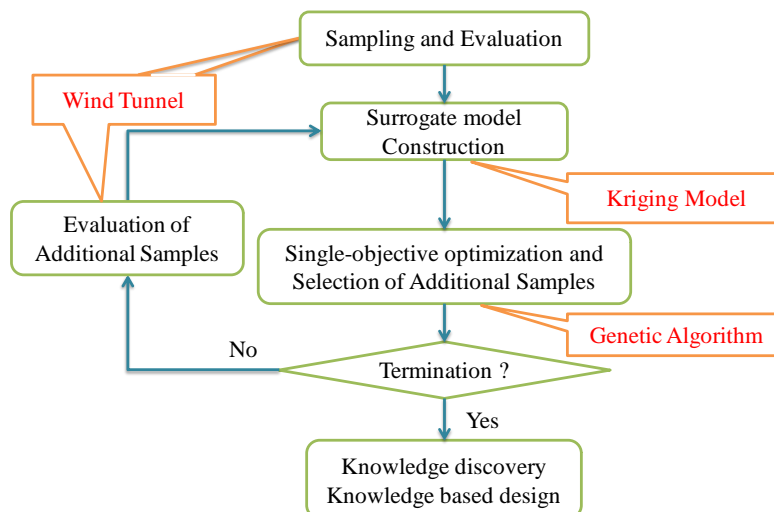 Sampling and Evaluation
Wind Tunnel
Surrogate model
Construction
Kriging Model
Evaluation of
Additional Samples
Single-objective optimization and
Selection of Additional Samples
Genetic Algorithm
No
Termination ?
Yes
Knowledge discovery
Knowledge based design